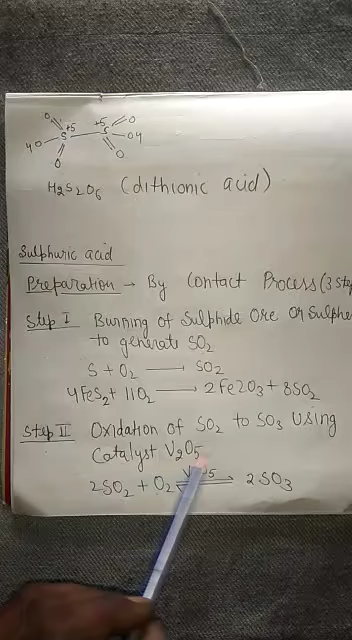 O +5 +5 O
HO S S OH
O O
H2S2O6 (dithionic acid)
Sulphuric acid
Preparation → By Contact Process (3 Step
Step I Burning of Sulphide Ore Or Sulphe
to generate SO2
S + O2 → SO2
4FeS2 + 11O2 → 2Fe2O3 + 8SO2
Step II Oxidation of SO2 to SO3 Using
Catalyst V2O5
2SO2 + O2 ⇌ 2SO3